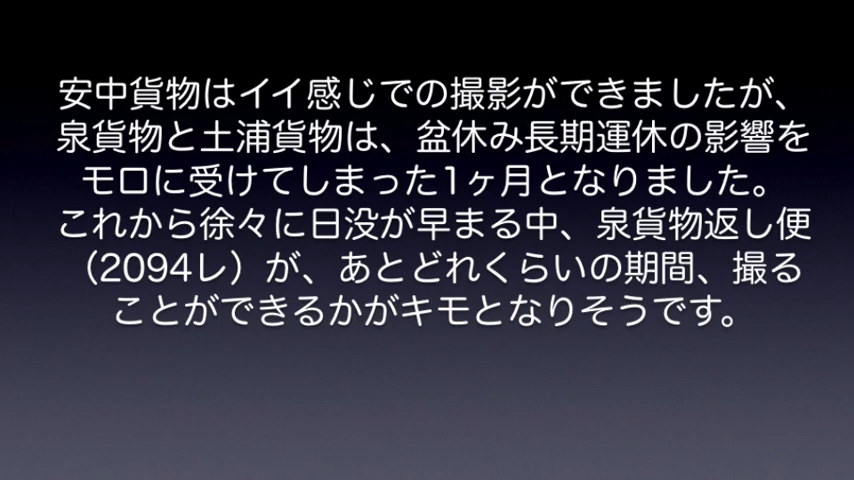 安中貨物はイイ感じでの撮影ができましたが、
泉貨物と土浦貨物は、盆休み長期運休の影響を
モロに受けてしまった1ヶ月となりました。
これから徐々に日没が早まる中、泉貨物返し便
（2094レ）が、あとどれくらいの期間、撮る
ことができるかがキモとなりそうです。